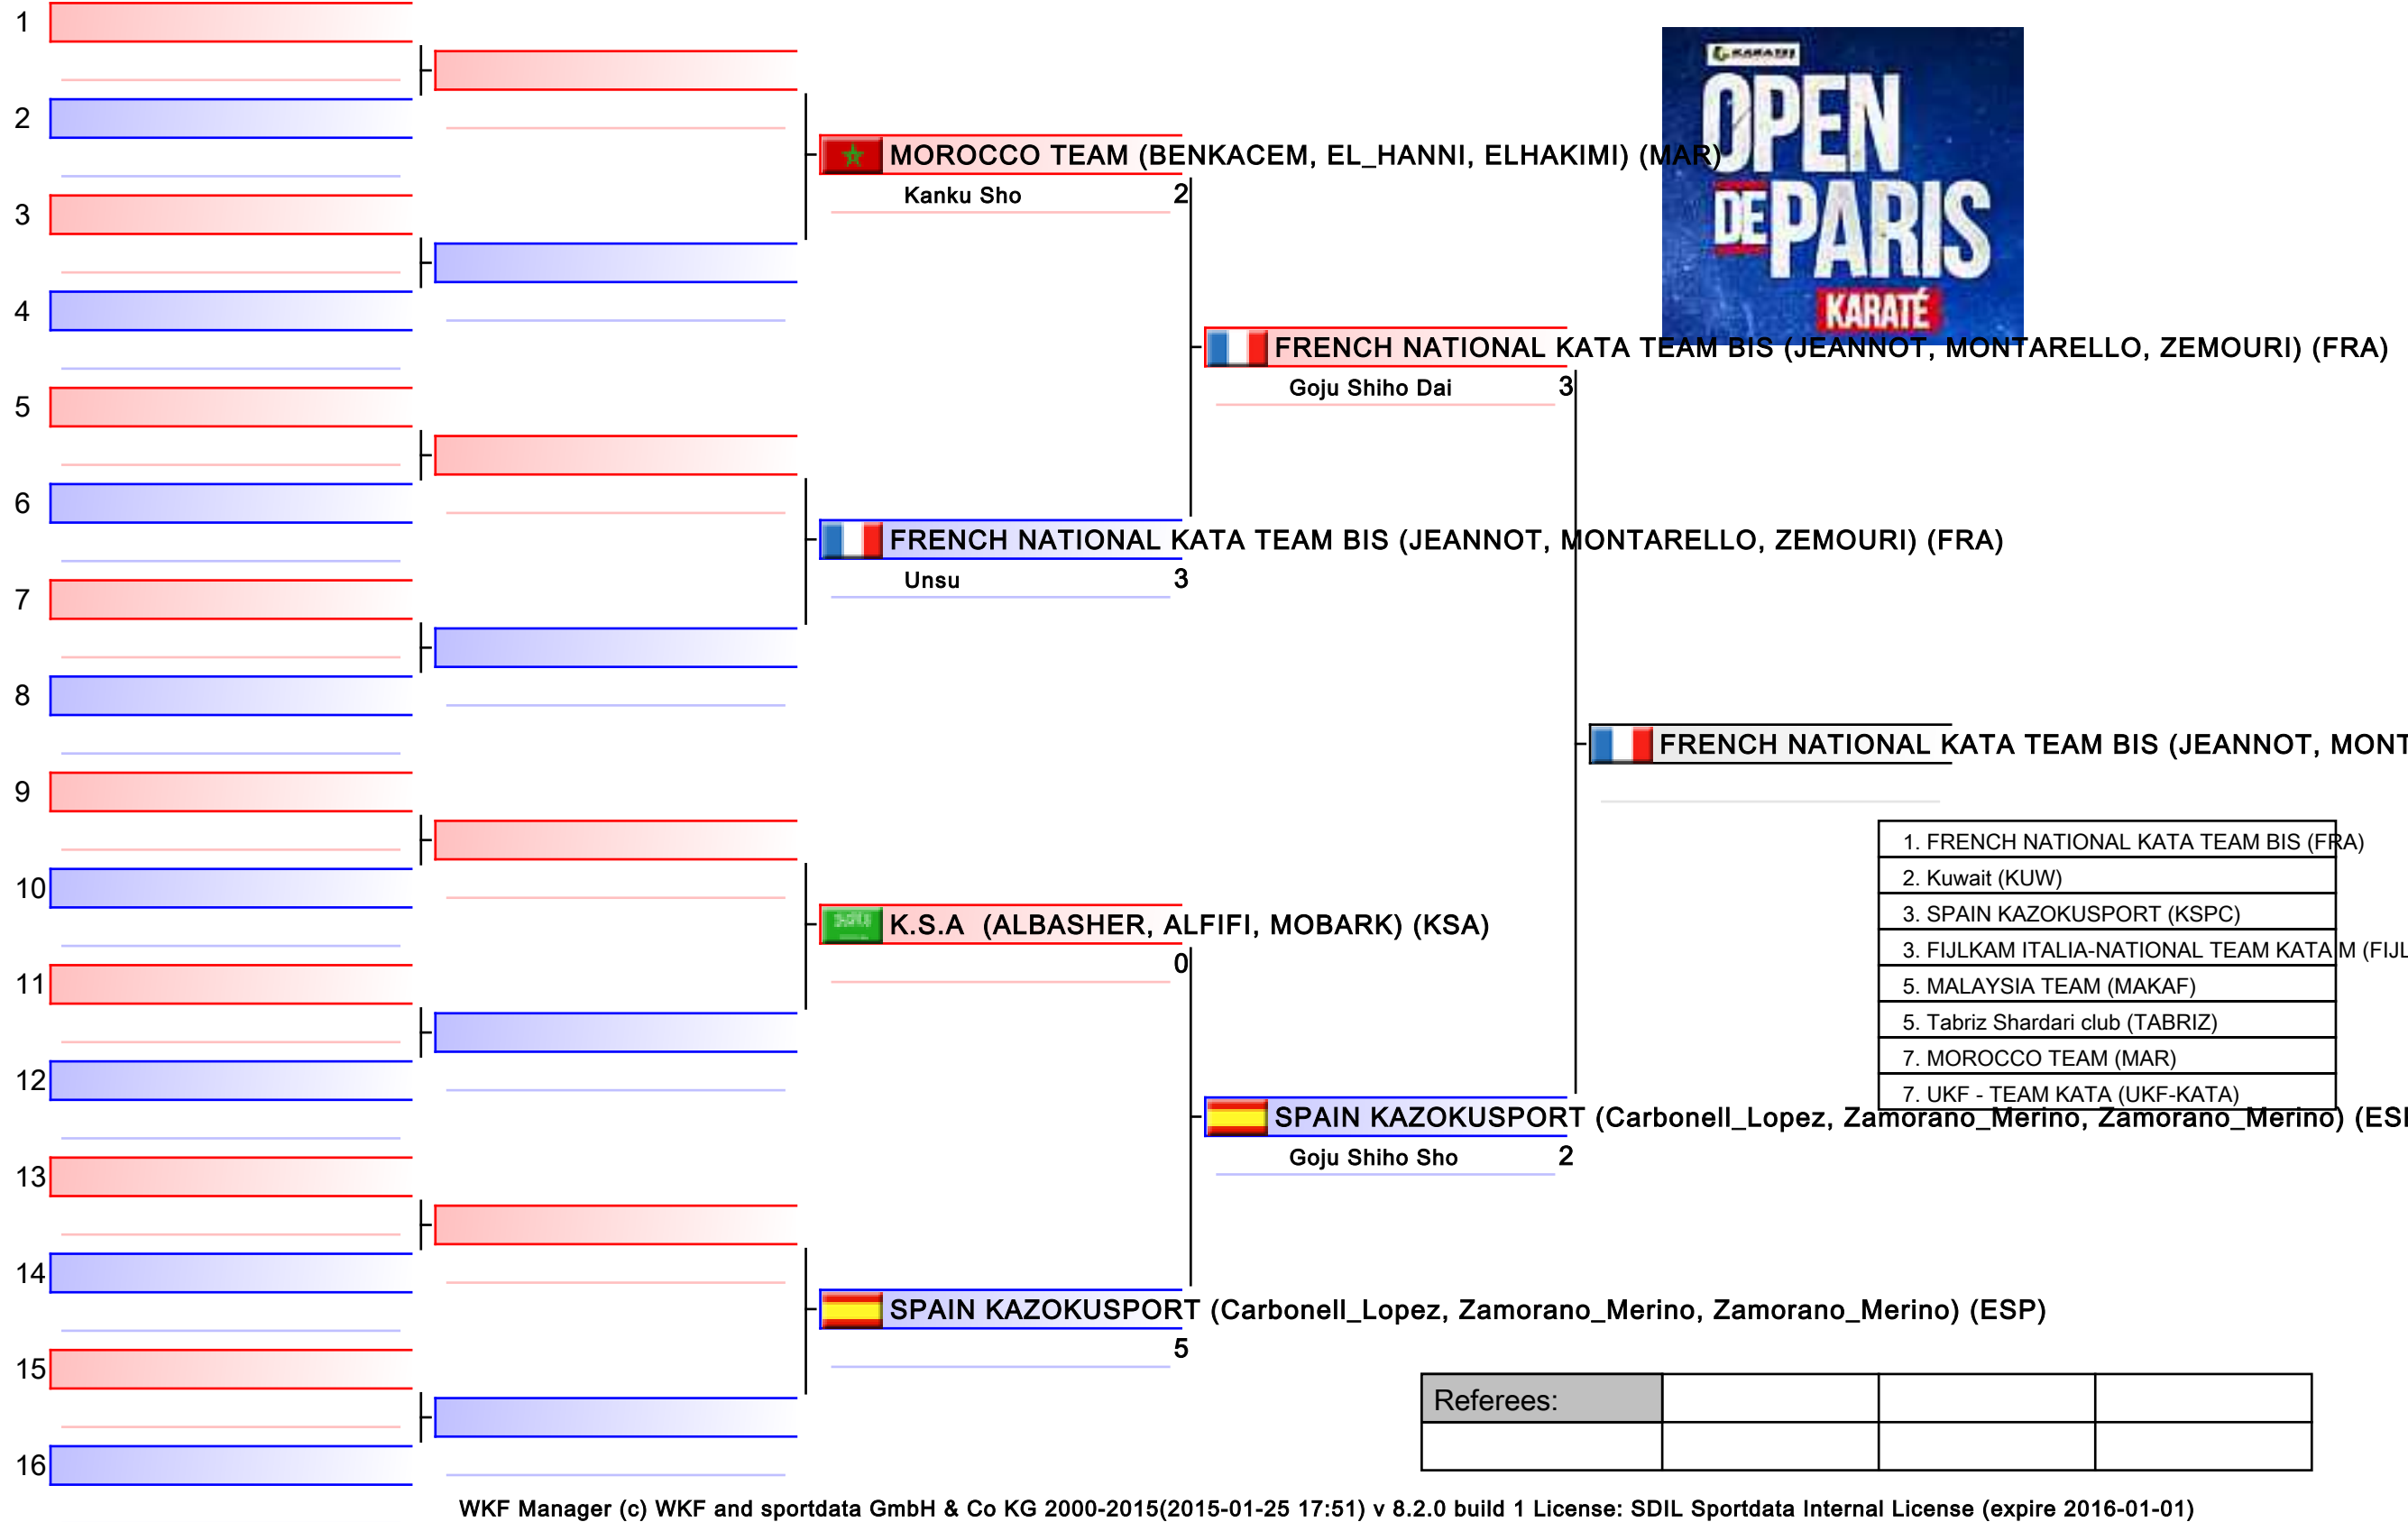 1
2
3
4
5
6
7
8
9
10
11
12
13
14
15
16
MOROCCO TEAM (BENKACEM, EL_HANNI, ELHAKIMI) (MAR)
Kanku Sho 2
FRENCH NATIONAL KATA TEAM BIS (JEANNOT, MONTARELLO, ZEMOURI) (FRA)
Unsu 3
K.S.A (ALBASHER, ALFIFI, MOBARK) (KSA)
0
SPAIN KAZOKUSPORT (Carbonell_Lopez, Zamorano_Merino, Zamorano_Merino) (ESP)
5
FRENCH NATIONAL KATA TEAM BIS (JEANNOT, MONTARELLO, ZEMOURI) (FRA)
Goju Shiho Dai 3
SPAIN KAZOKUSPORT (Carbonell_Lopez, Zamorano_Merino, Zamorano_Merino) (ES
Goju Shiho Sho 2
OPEN
DE PARIS
KARATÉ
FRENCH NATIONAL KATA TEAM BIS (JEANNOT, MONT
1. FRENCH NATIONAL KATA TEAM BIS (FRA)
2. Kuwait (KUW)
3. SPAIN KAZOKUSPORT (KSPC)
3. FIJLKAM ITALIA-NATIONAL TEAM KATA M (FIJL
5. MALAYSIA TEAM (MAKAF)
5. Tabriz Shardari club (TABRIZ)
7. MOROCCO TEAM (MAR)
7. UKF - TEAM KATA (UKF-KATA)
Referees:
WKF Manager (c) WKF and sportdata GmbH & Co KG 2000-2015(2015-01-25 17:51) v 8.2.0 build 1 License: SDIL Sportdata Internal License (expire 2016-01-01)